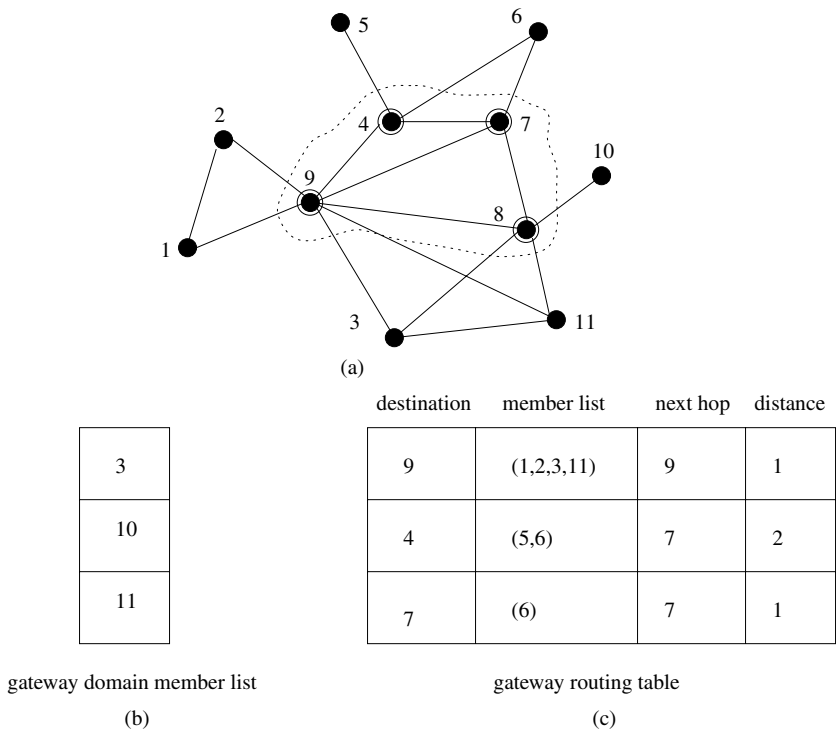 5
6
4
7
2
10
9
8
1
3
11
(a)
destination member list next hop distance
3
10
11
9 (1,2,3,11) 9 1
4 (5,6) 7 2
7 (6) 7 1
gateway domain member list
gateway routing table
(b)
(c)